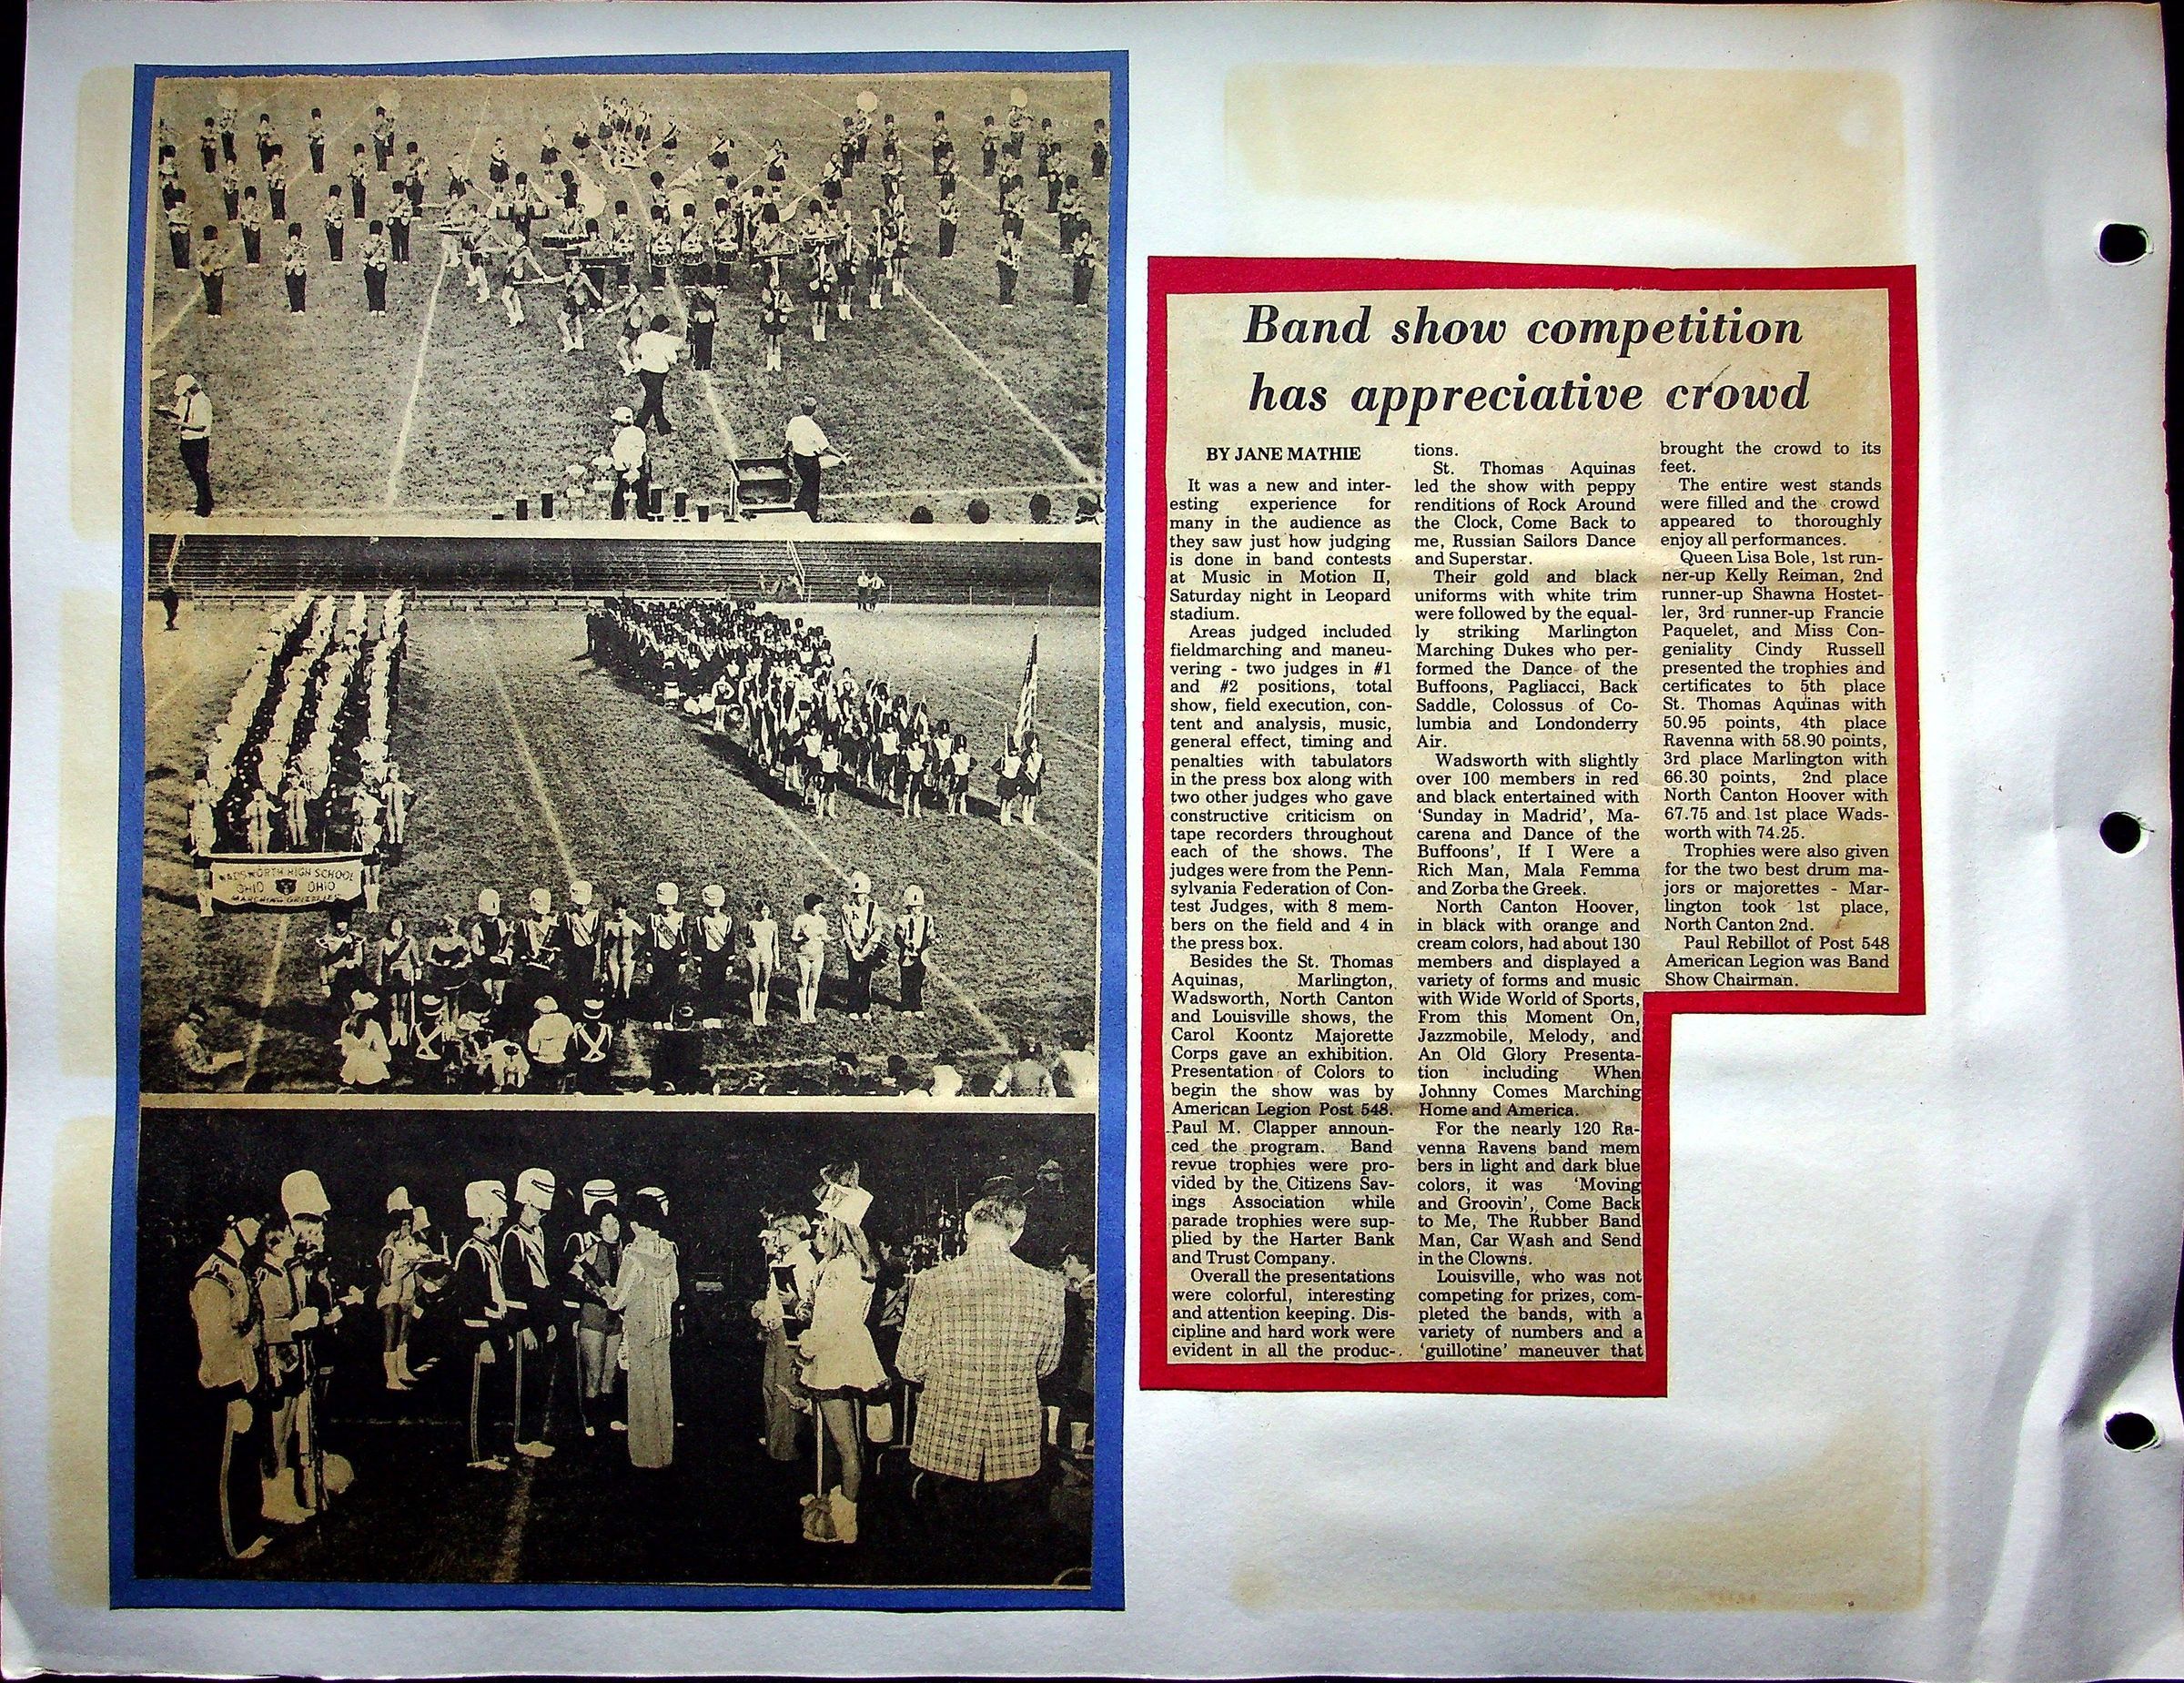 WADSWORTH HIGH SCHOOL
OHIO OHIO
MARCHING GRIZZLIES
Band show competition
has appreciative crowd
BY JANE MATHIE
It was a new and inter-
esting experience for
many in the audience as
they saw just how judging
is done in band contests
at Music in Motion II,
Saturday night in Leopard
stadium.
Areas judged included
fieldmarching and maneu-
vering - two judges in #1
and #2 positions, total
show, field execution, con-
tent and analysis, music,
general effect, timing and
penalties with tabulators
in the press box along with
two other judges who gave
constructive criticism on
tape recorders throughout
each of the shows. The
judges were from the Penn-
sylvania Federation of Con-
test Judges, with 8 mem-
bers on the field and 4 in
the press box.
Besides the St. Thomas
Aquinas, Marlington,
Wadsworth, North Canton
and Louisville shows, the
Carol Koontz Majorette
Corps gave an exhibition.
Presentation of Colors to
begin the show was by
American Legion Post 548.
Paul M. Clapper announ-
ced the program. Band
revue trophies were pro-
vided by the Citizens Sav-
ings Association while
parade trophies were sup-
plied by the Harter Bank
and Trust Company.
Overall the presentations
were colorful, interesting
and attention keeping. Dis-
cipline and hard work were
evident in all the produc-
tions.
St. Thomas Aquinas
led the show with peppy
renditions of Rock Around
the Clock, Come Back to
me, Russian Sailors Dance
and Superstar.
Their gold and black
uniforms with white trim
were followed by the equal-
ly striking Marlington
Marching Dukes who per-
formed the Dance of the
Buffoons, Pagliacci, Back
Saddle, Colossus of Co-
lumbia and Londonderry
Air.
Wadsworth with slightly
over 100 members in red
and black entertained with
'Sunday in Madrid', Ma-
carena and Dance of the
Buffoons', If I Were a
Rich Man, Mala Femma
and Zorba the Greek.
North Canton Hoover,
in black with orange and
cream colors, had about 130
members and displayed a
variety of forms and music
with Wide World of Sports,
From this Moment On,
Jazzmobile, Melody, and
An Old Glory Presenta-
tion including When
Johnny Comes Marching
Home and America.
For the nearly 120 Ra-
venna Ravens band mem
bers in light and dark blue
colors, it was 'Moving
and Groovin', Come Back
to Me, The Rubber Band
Man, Car Wash and Send
in the Clowns.
Louisville, who was not
competing for prizes, com-
pleted the bands, with a
variety of numbers and a
'guillotine' maneuver that
brought the crowd to its
feet.
The entire west stands
were filled and the crowd
appeared to thoroughly
enjoy all performances.
Queen Lisa Bole, 1st run-
ner-up Kelly Reiman, 2nd
runner-up Shawna Hostet-
ler, 3rd runner-up Francie
Paquelet, and Miss Con-
geniality Cindy Russell
presented the trophies and
certificates to 5th place
St. Thomas Aquinas with
50.95 points, 4th place
Ravenna with 58.90 points,
3rd place Marlington with
66.30 points, 2nd place
North Canton Hoover with
67.75 and 1st place Wads-
worth with 74.25.
Trophies were also given
for the two best drum ma-
jors or majorettes - Mar-
lington took 1st place,
North Canton 2nd.
Paul Rebillot of Post 548
American Legion was Band
Show Chairman.